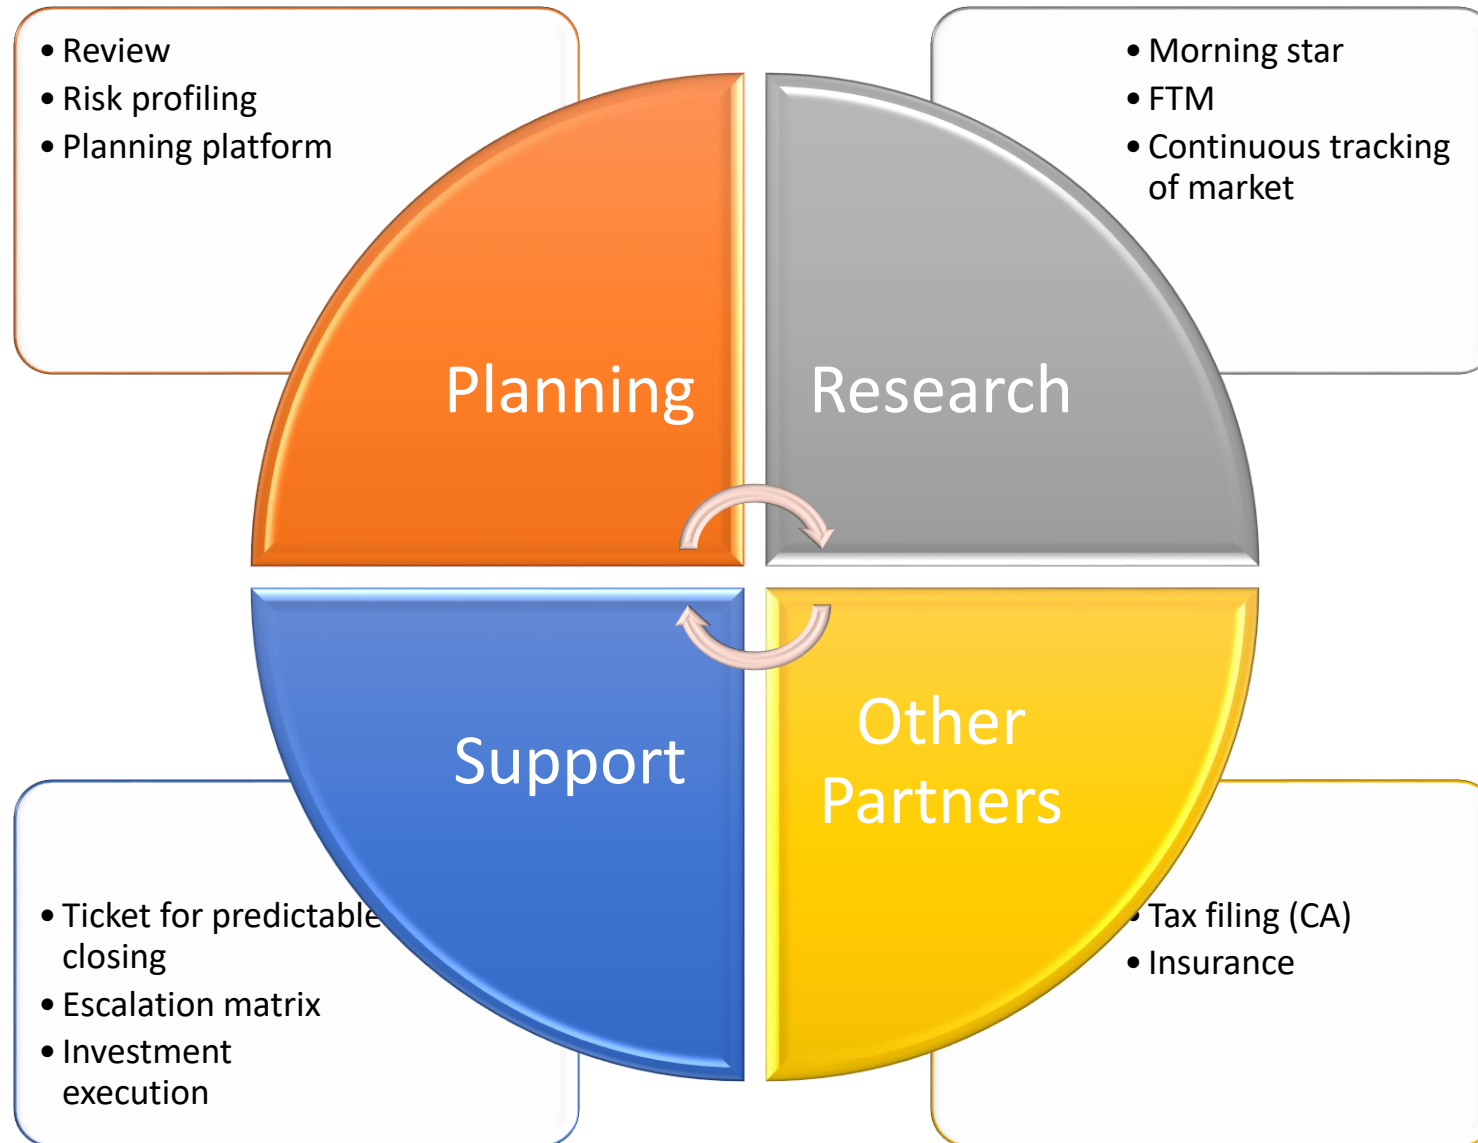 • Review
• Risk profiling
• Planning platform
• Morning star
• FTM
• Continuous tracking
of market
Planning
Research
Support
Other
Partners
• Ticket for predictable
closing
• Escalation matrix
• Investment
execution
• Tax filing (CA)
• Insurance